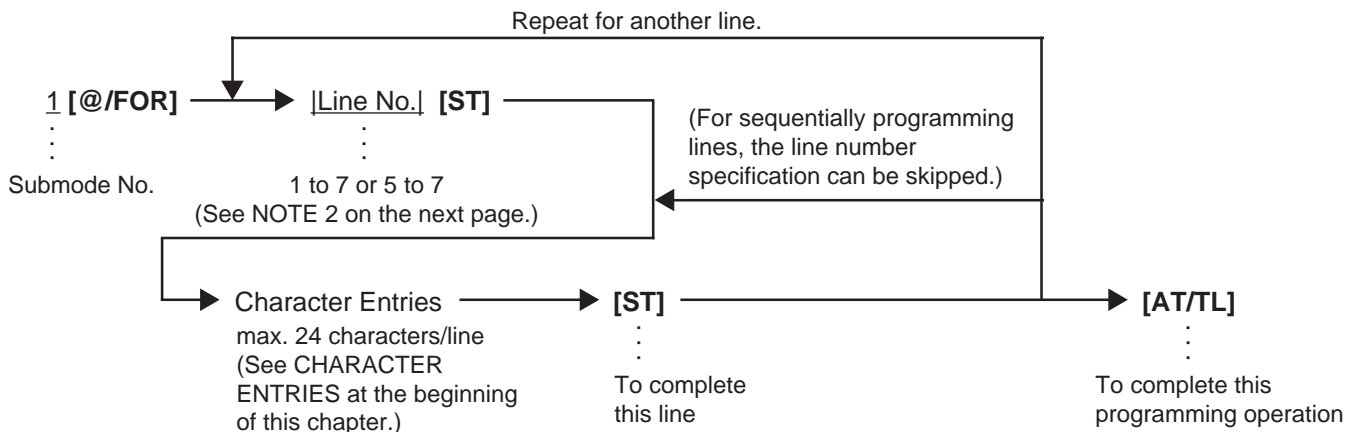 Repeat for another line.
1 [@/FOR] |Line No.| [ST]
(For sequentially programming
lines, the line number
specification can be skipped.)
Submode No.
1 to 7 or 5 to 7
(See NOTE 2 on the next page.)
Character Entries [ST] [AT/TL]
max. 24 characters/line
(See CHARACTER
ENTRIES at the beginning
of this chapter.)
To complete
this line
To complete this
programming operation